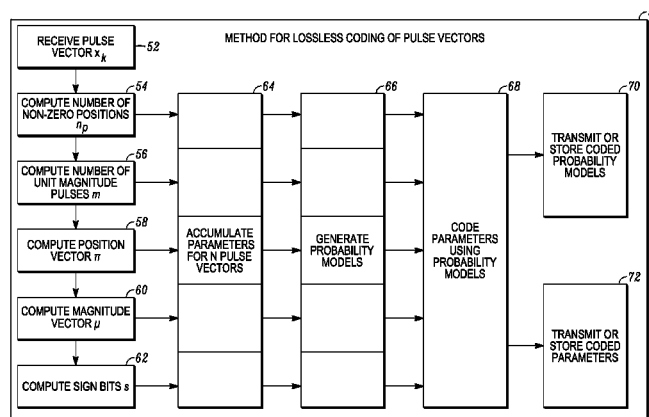 METHOD FOR LOSSLESS CODING OF PULSE VECTORS
RECEIVE PULSE
VECTOR xk
52
54
COMPUTE NUMBER OF
NON-ZERO POSITIONS
np
56
COMPUTE NUMBER OF
UNIT MAGNITUDE
PULSES m
58
COMPUTE POSITION
VECTOR π
60
COMPUTE MAGNITUDE
VECTOR μ
62
COMPUTE SIGN BITS s
64
ACCUMULATE
PARAMETERS
FOR N PULSE
VECTORS
66
GENERATE
PROBABILITY
MODELS
68
CODE
PARAMETERS
USING
PROBABILITY
MODELS
70
TRANSMIT OR
STORE CODED
PROBABILITY
MODELS
72
TRANSMIT OR
STORE CODED
PARAMETERS